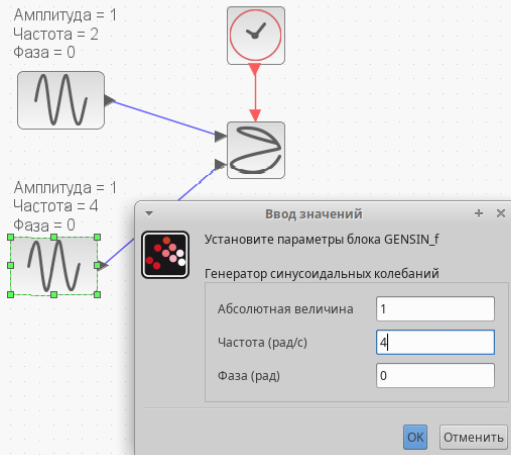 Амплитуда = 1
Частота = 2
Фаза = 0
Амплитуда = 1
Частота = 4
Фаза = 0
Ввод значений
Установите параметры блока GENSIN_f
Генератор синусоидальных колебаний
Абсолютная величина 1
Частота (рад/с) 4
Фаза (рад) 0
OK Отменить